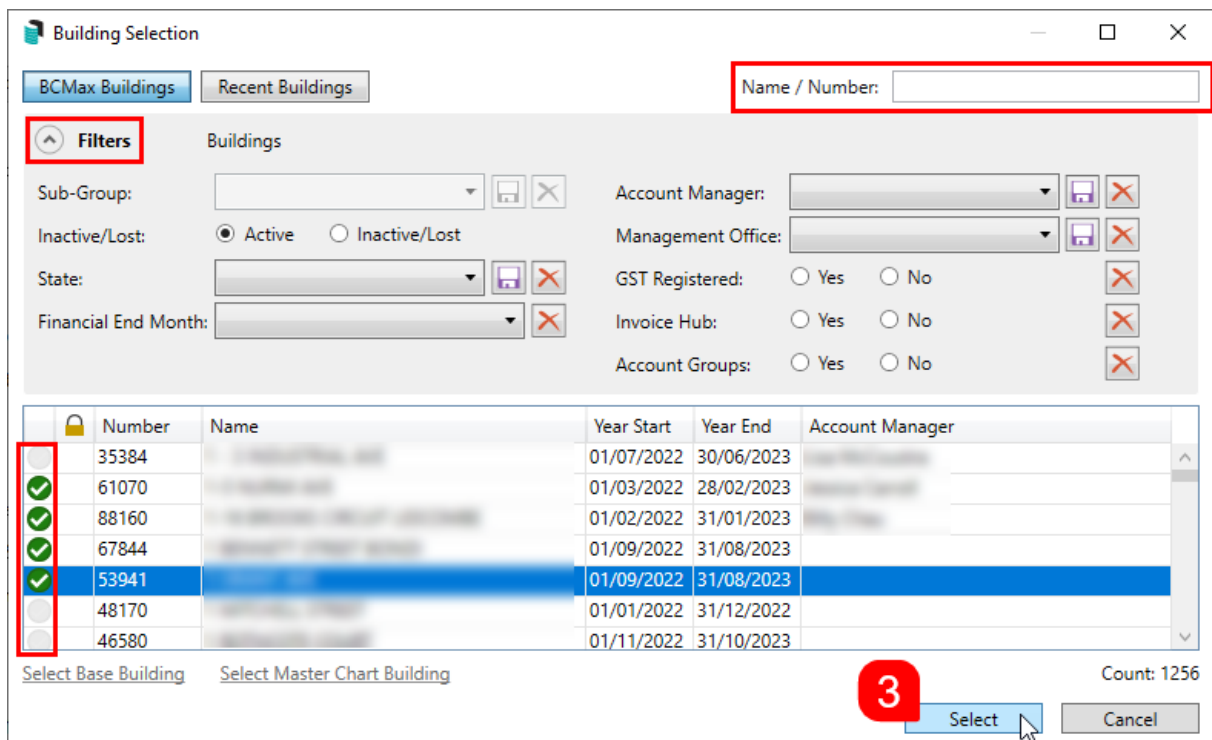 Building Selection
BCMax Buildings Recent Buildings Name / Number:
Filters Buildings
Sub-Group: Account Manager:
Inactive/Lost: Active Inactive/Lost Management Office:
State: GST Registered: Yes No
Financial End Month: Invoice Hub: Yes No
Account Groups: Yes No
Number Name Year Start Year End Account Manager
35384 01/07/2022 30/06/2023
61070 01/03/2022 28/02/2023
88160 01/02/2022 31/01/2023
67844 01/09/2022 31/08/2023
53941 01/09/2022 31/08/2023
48170 01/01/2022 31/12/2022
46580 01/11/2022 31/10/2023
Select Base Building Select Master Chart Building Count: 1256
3
Select Cancel